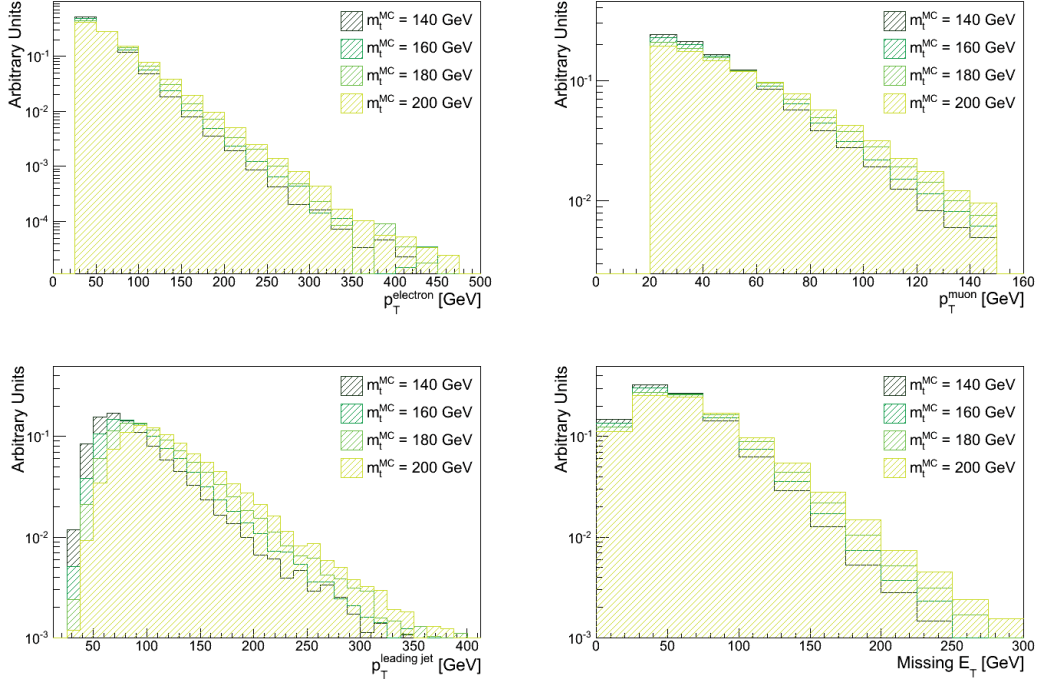 Arbitrary Units
10⁻¹
10⁻²
10⁻³
10⁻⁴
0 50 100 150 200 250 300 350 400 450 500
p_T^electron [GeV]
m_t^MC = 140 GeV
m_t^MC = 160 GeV
m_t^MC = 180 GeV
m_t^MC = 200 GeV
Arbitrary Units
10⁻¹
10⁻²
0 20 40 60 80 100 120 140 160
p_T^muon [GeV]
m_t^MC = 140 GeV
m_t^MC = 160 GeV
m_t^MC = 180 GeV
m_t^MC = 200 GeV
Arbitrary Units
10⁻¹
10⁻²
10⁻³
50 100 150 200 250 300 350 400
p_T^leading jet [GeV]
m_t^MC = 140 GeV
m_t^MC = 160 GeV
m_t^MC = 180 GeV
m_t^MC = 200 GeV
Arbitrary Units
10⁻¹
10⁻²
10⁻³
0 50 100 150 200 250 300
Missing E_T [GeV]
m_t^MC = 140 GeV
m_t^MC = 160 GeV
m_t^MC = 180 GeV
m_t^MC = 200 GeV